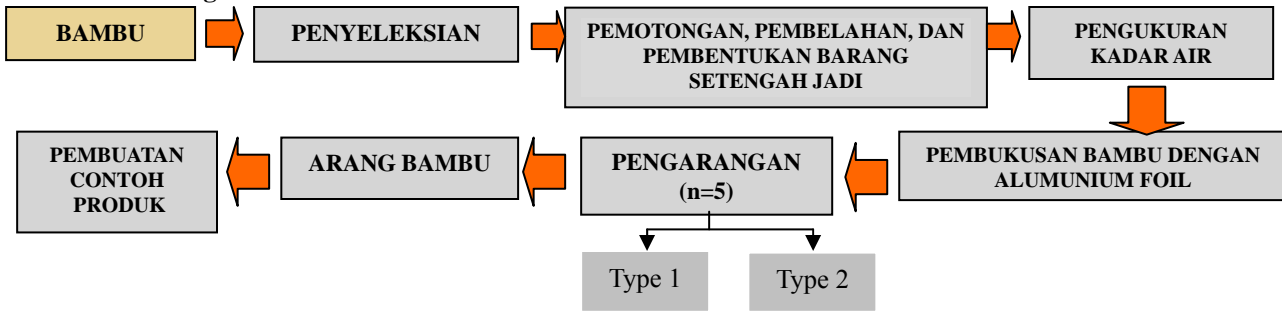 BAMBU
PENYELEKSIAN
PEMOTONGAN, PEMBELAHAN, DAN
PEMBENTUKAN BARANG
SETENGAH JADI
PENGUKURAN
KADAR AIR
PEMBUKUSAN BAMBU DENGAN
ALUMUNIUM FOIL
PENGARANGAN
(n=5)
Type 1
Type 2
ARANG BAMBU
PEMBUATAN
CONTOH
PRODUK